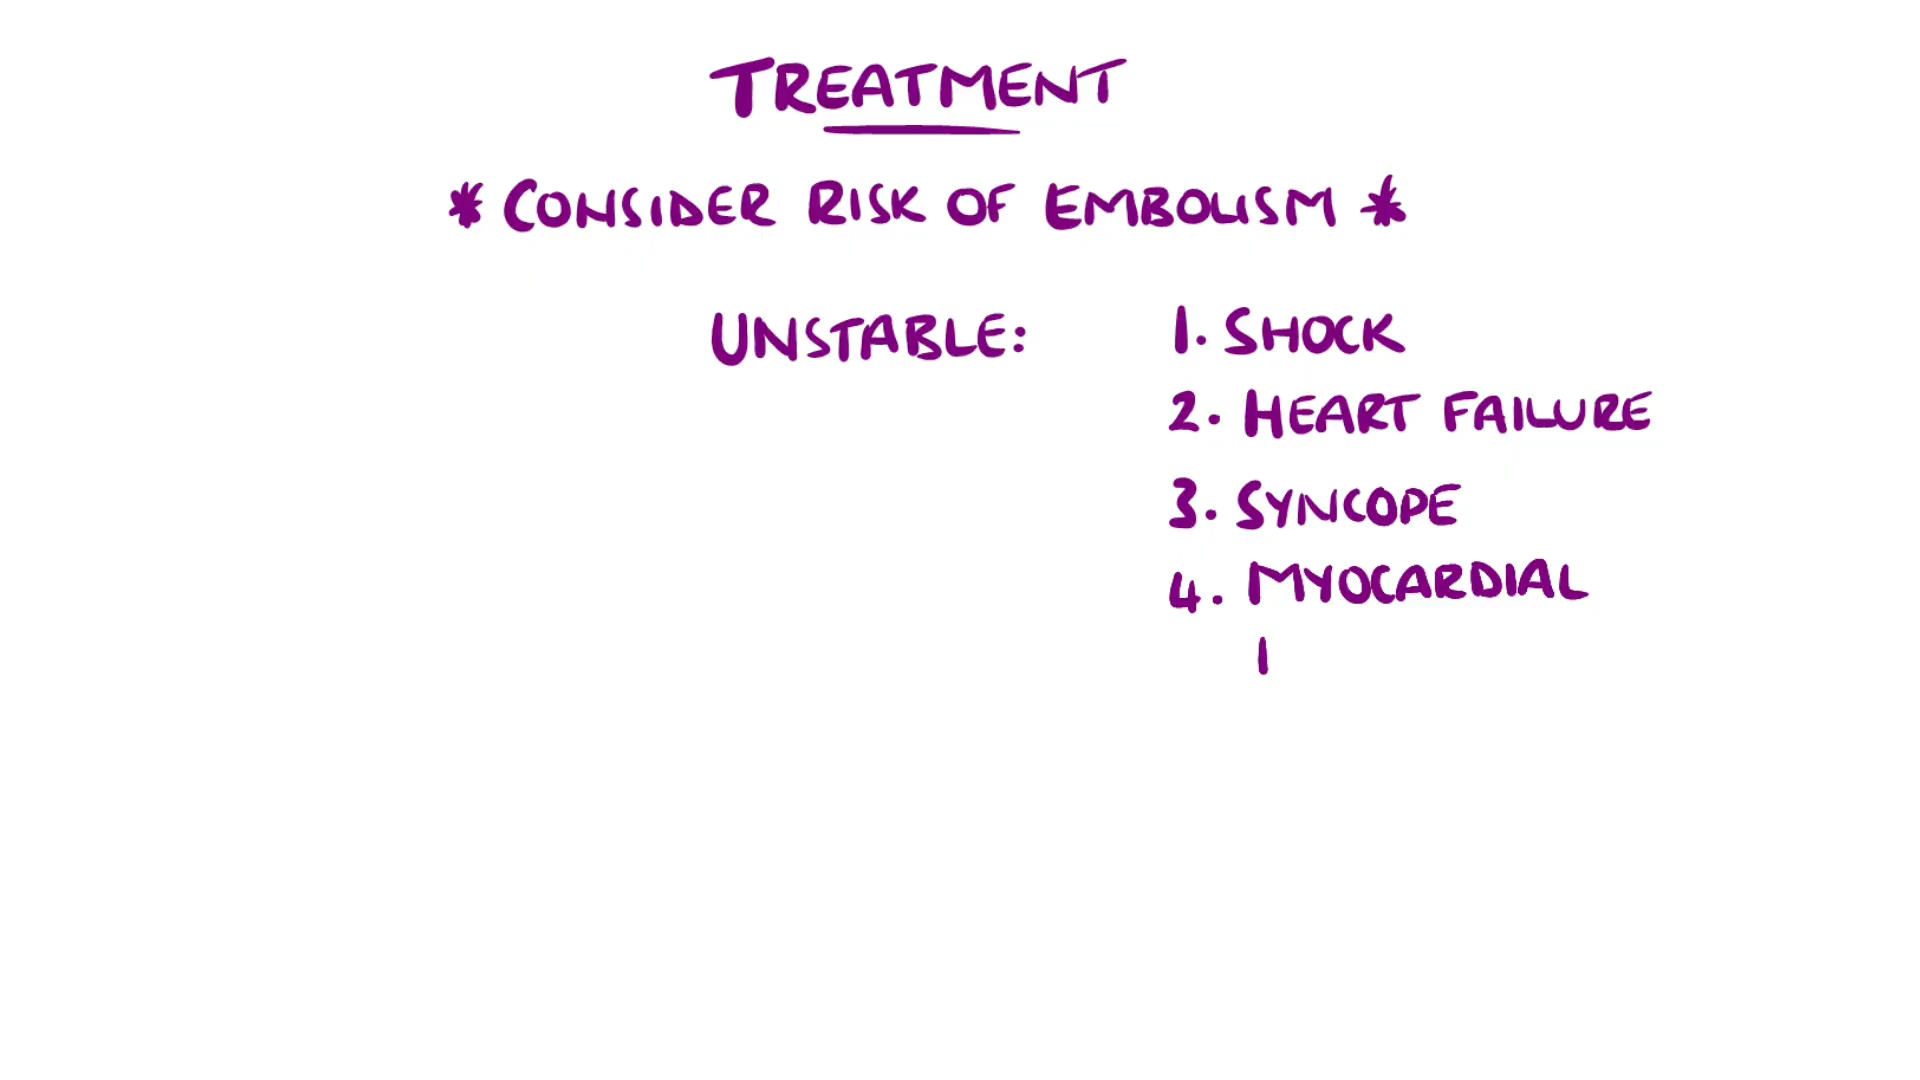 TREATMENT
* CONSIDER RISK OF EMBOLISM *
UNSTABLE: 1. SHOCK
2. HEART FAILURE
3. SYNCOPE
4. MYOCARDIAL
I